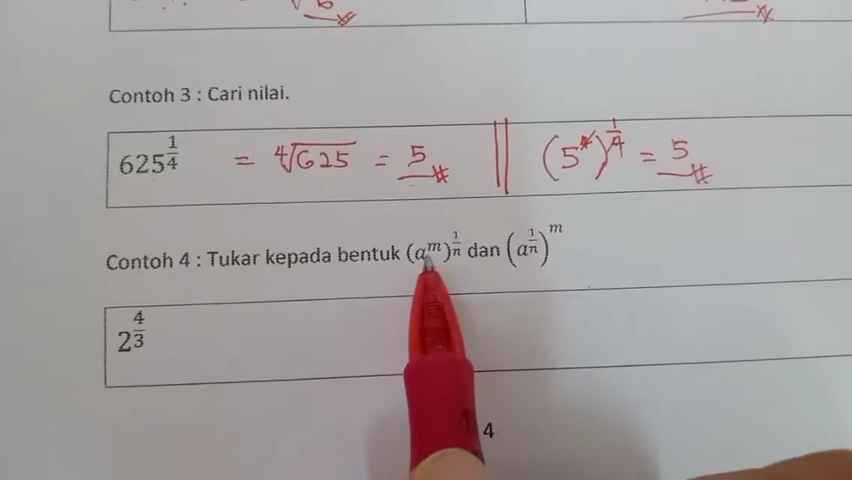 Contoh 3 : Cari nilai.
625^(1/4) = ⁴√625 = 5 || (5⁴)^(1/4) = 5
Contoh 4 : Tukar kepada bentuk (a^m)^(1/n) dan (a^(1/n))^m
2^(4/3)
4